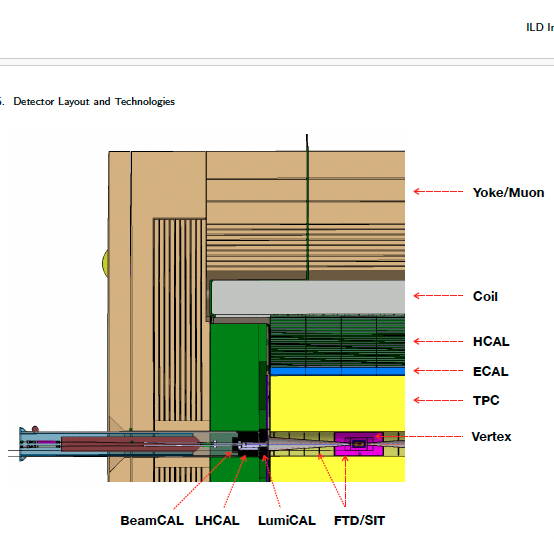 ILD In
5. Detector Layout and Technologies
Yoke/Muon
Coil
HCAL
ECAL
TPC
Vertex
BeamCAL LHCAL LumiCAL FTD/SIT